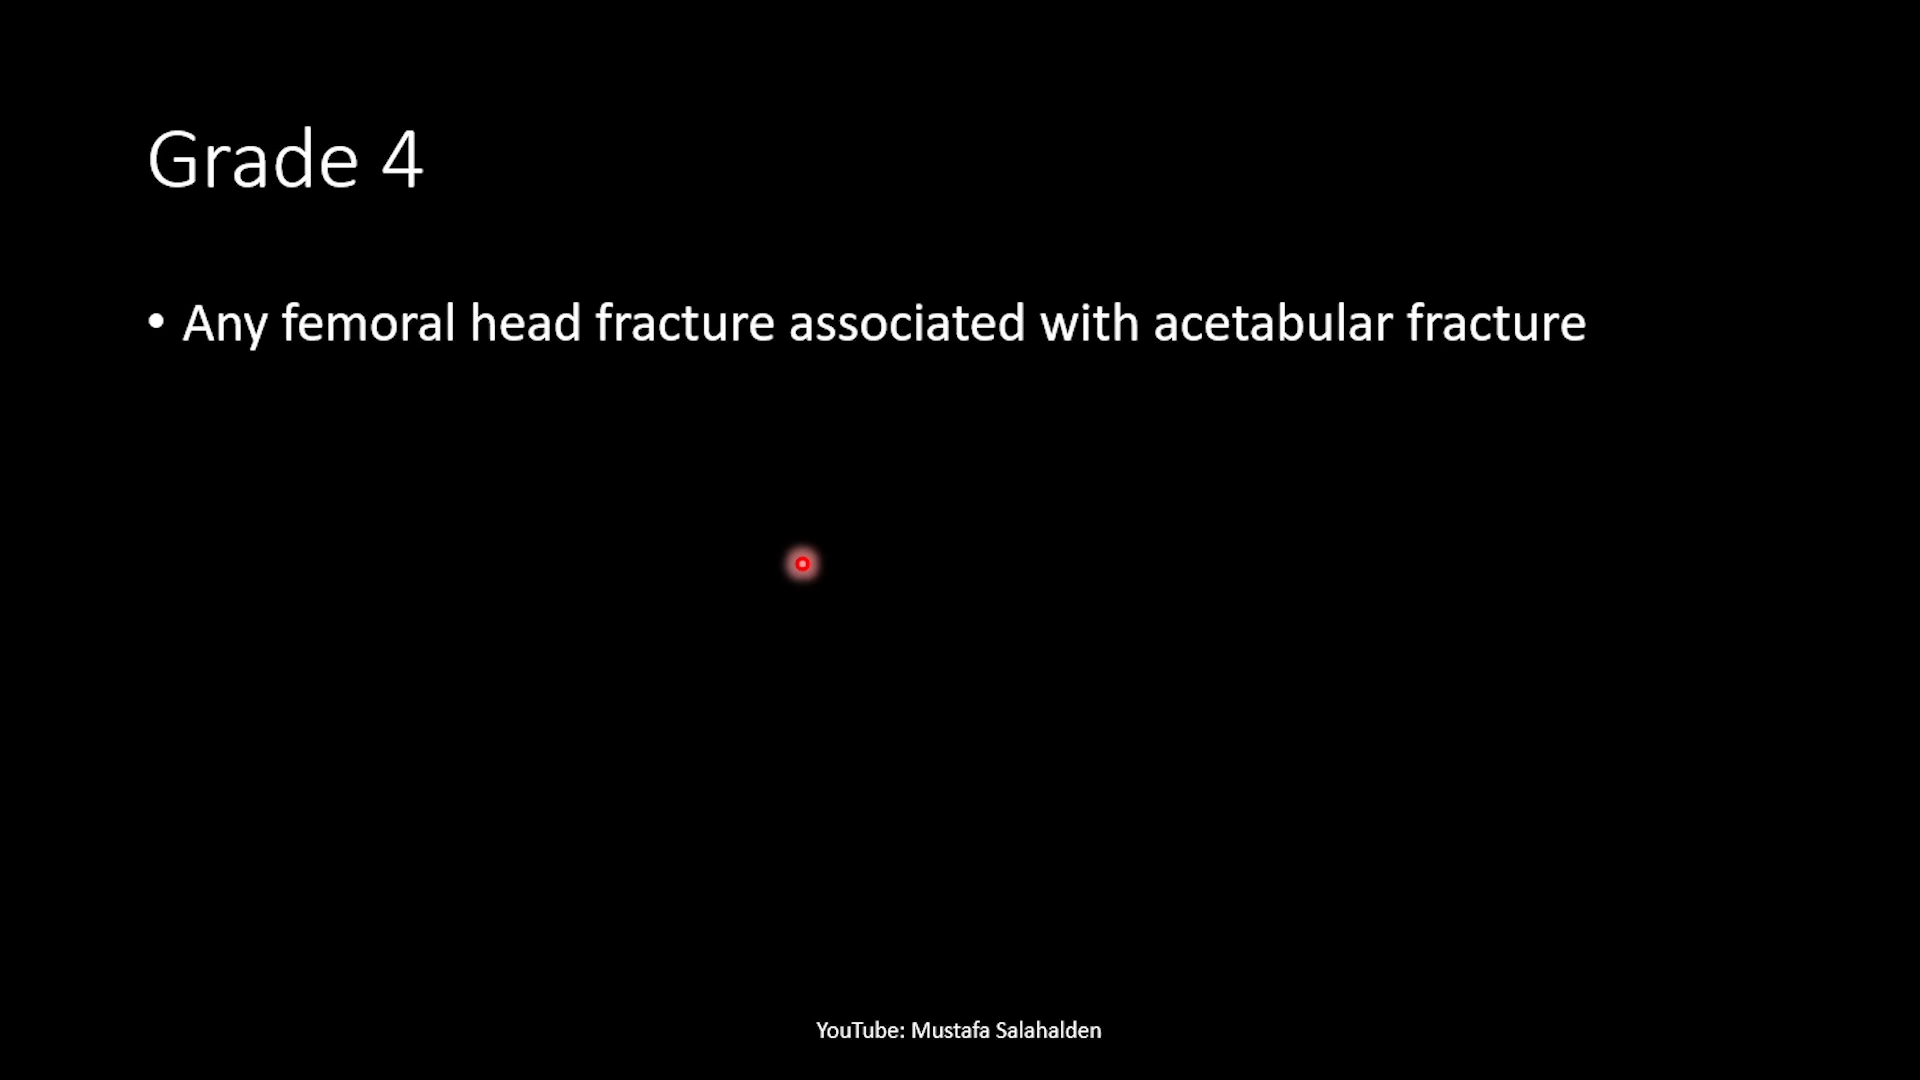 Grade 4
• Any femoral head fracture associated with acetabular fracture
YouTube: Mustafa Salahalden